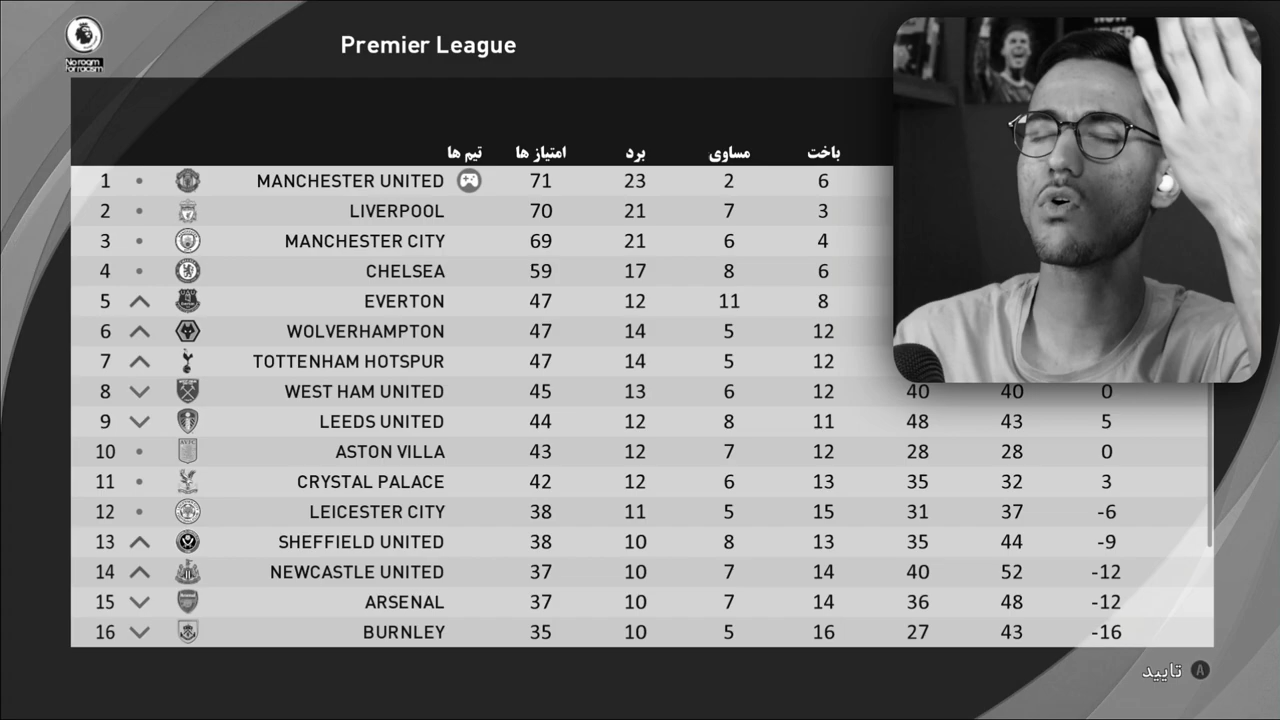 Premier League
No room for racism
تیم ها امتیاز ها برد مساوی باخت
1 MANCHESTER UNITED 71 23 2 6
2 LIVERPOOL 70 21 7 3
3 MANCHESTER CITY 69 21 6 4
4 CHELSEA 59 17 8 6
5 EVERTON 47 12 11 8
6 WOLVERHAMPTON 47 14 5 12
7 TOTTENHAM HOTSPUR 47 14 5 12
8 WEST HAM UNITED 45 13 6 12 40 40 0
9 LEEDS UNITED 44 12 8 11 48 43 5
10 ASTON VILLA 43 12 7 12 28 28 0
11 CRYSTAL PALACE 42 12 6 13 35 32 3
12 LEICESTER CITY 38 11 5 15 31 37 -6
13 SHEFFIELD UNITED 38 10 8 13 35 44 -9
14 NEWCASTLE UNITED 37 10 7 14 40 52 -12
15 ARSENAL 37 10 7 14 36 48 -12
16 BURNLEY 35 10 5 16 27 43 -16
تایید A